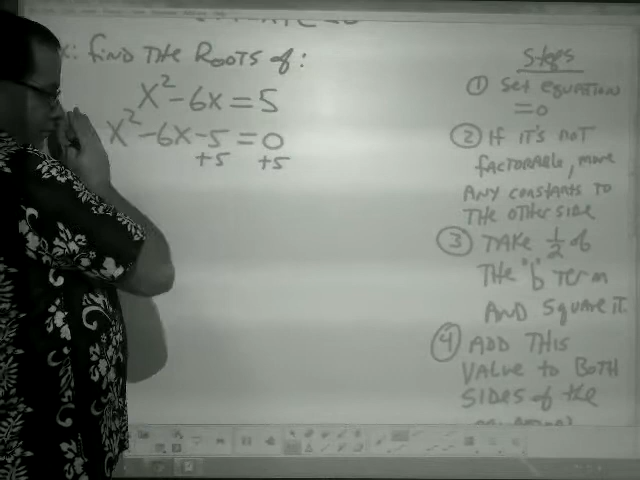 x: Find The Roots of:
x² - 6x = 5
x² - 6x - 5 = 0
+5 +5
Steps
① Set equation
= 0
② If it's not
factorable, move
any constants to
the other side
③ Take ½ of
the "b" term
and square it.
④ Add this
value to both
sides of the